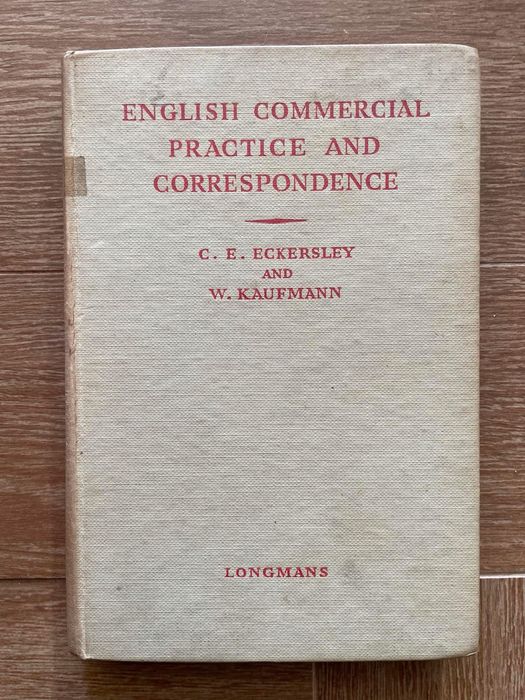 ENGLISH COMMERCIAL
PRACTICE AND
CORRESPONDENCE
C. E. ECKERSLEY
AND
W. KAUFMANN
LONGMANS